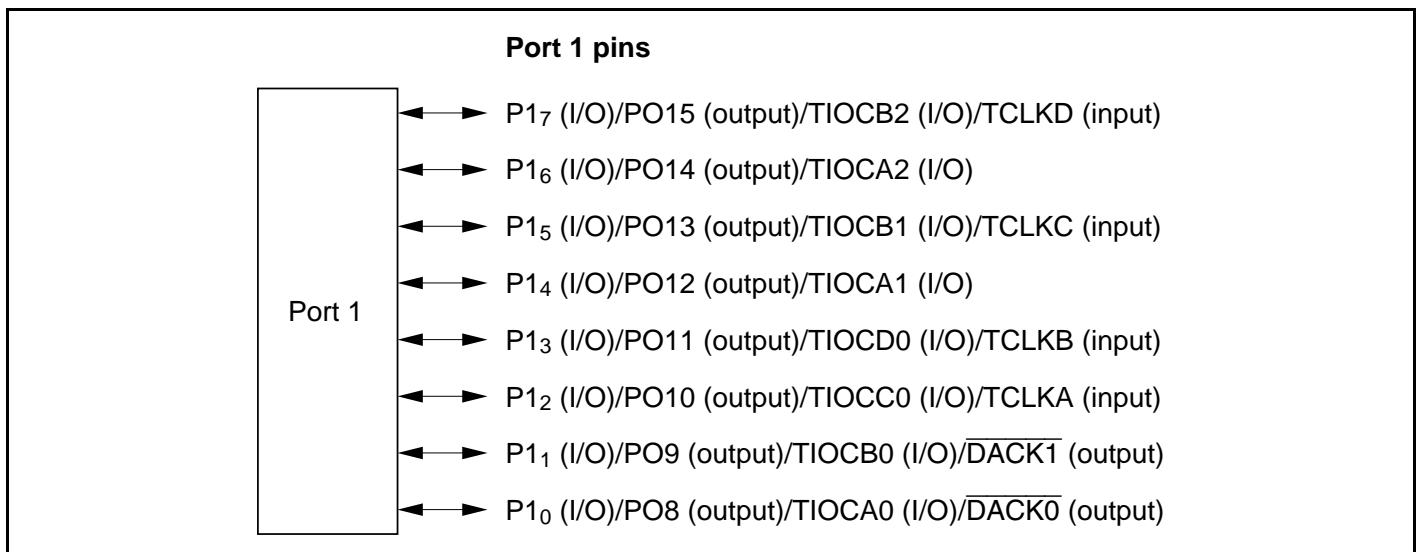 Port 1 pins
P1₇ (I/O)/PO15 (output)/TIOCB2 (I/O)/TCLKD (input)
P1₆ (I/O)/PO14 (output)/TIOCA2 (I/O)
P1₅ (I/O)/PO13 (output)/TIOCB1 (I/O)/TCLKC (input)
P1₄ (I/O)/PO12 (output)/TIOCA1 (I/O)
Port 1
P1₃ (I/O)/PO11 (output)/TIOCD0 (I/O)/TCLKB (input)
P1₂ (I/O)/PO10 (output)/TIOCC0 (I/O)/TCLKA (input)
P1₁ (I/O)/PO9 (output)/TIOCB0 (I/O)/D̅A̅C̅K̅1̅ (output)
P1₀ (I/O)/PO8 (output)/TIOCA0 (I/O)/D̅A̅C̅K̅0̅ (output)